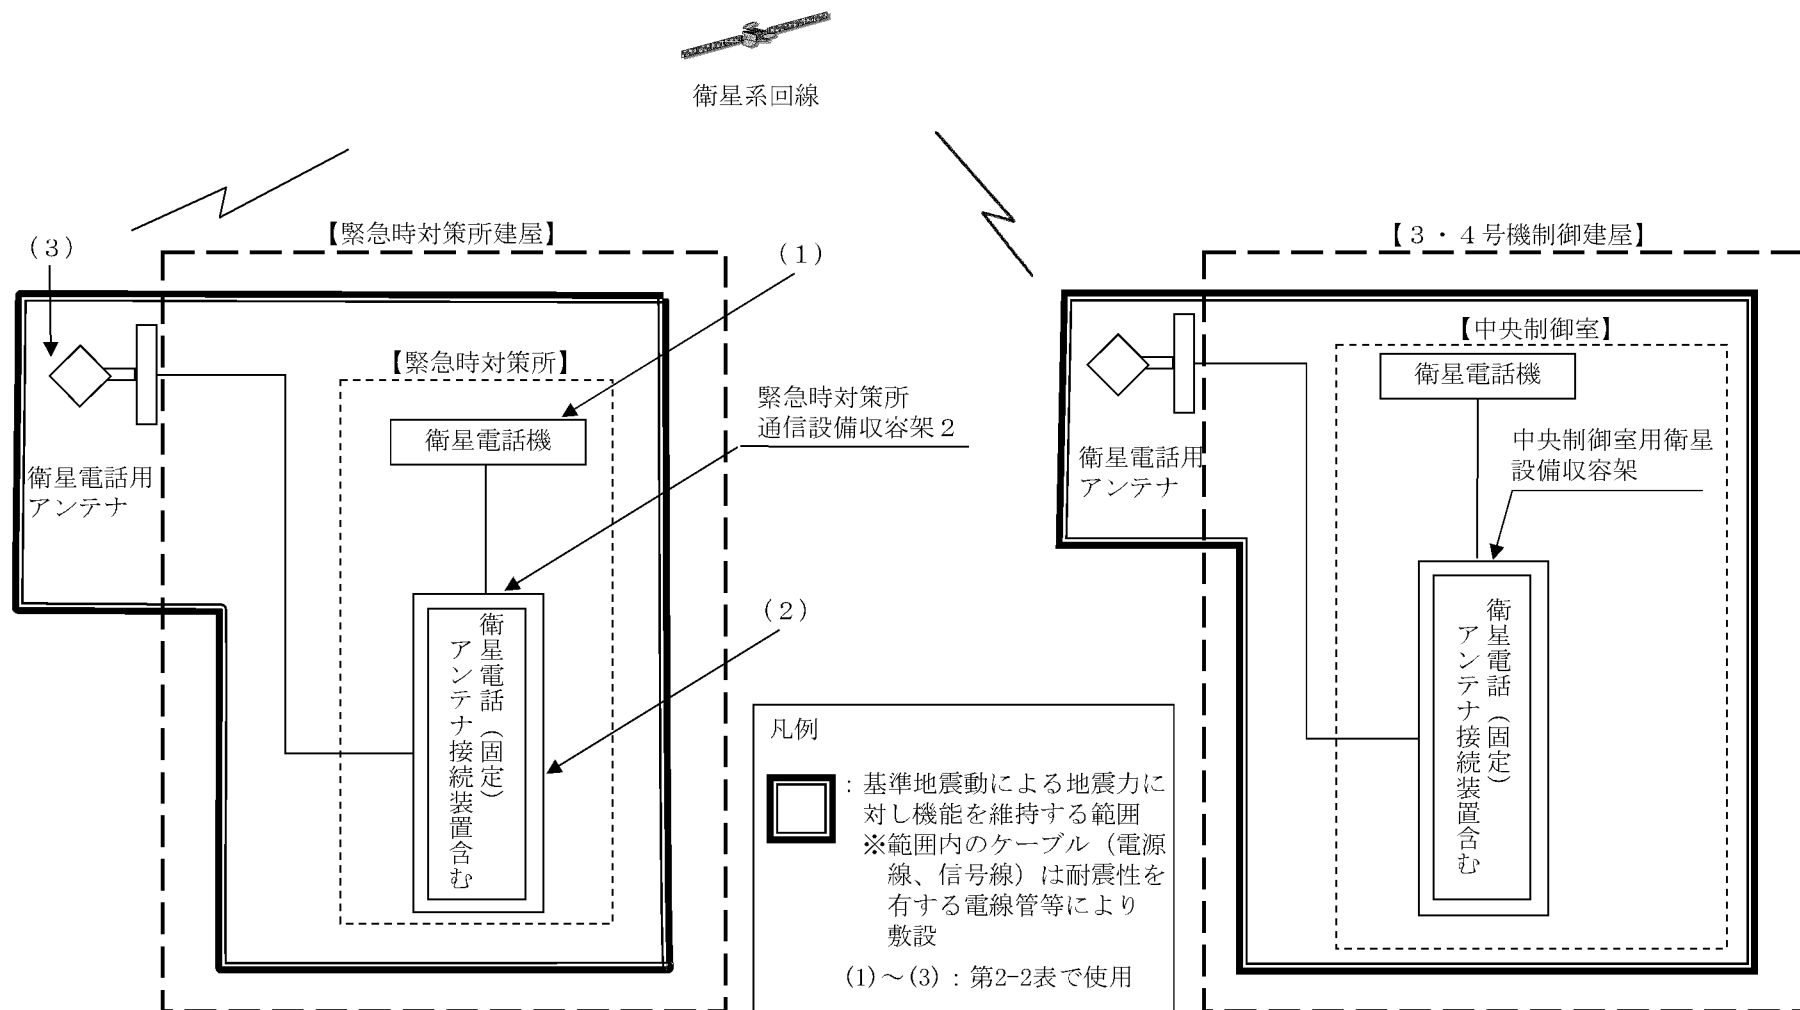 衛星系回線
【緊急時対策所建屋】
(3)
(1)
【緊急時対策所】
衛星電話機
緊急時対策所
通信設備収容架2
衛星電話用
アンテナ
(2)
衛星電話(固定)
アンテナ接続装置含む
【3・4号機制御建屋】
【中央制御室】
衛星電話機
中央制御室用衛星
設備収容架
衛星電話用
アンテナ
衛星電話(固定)
アンテナ接続装置含む
凡例
:基準地震動による地震力に
対し機能を維持する範囲
※範囲内のケーブル(電源
線、信号線)は耐震性を
有する電線管等により
敷設
(1)~(3):第2-2表で使用